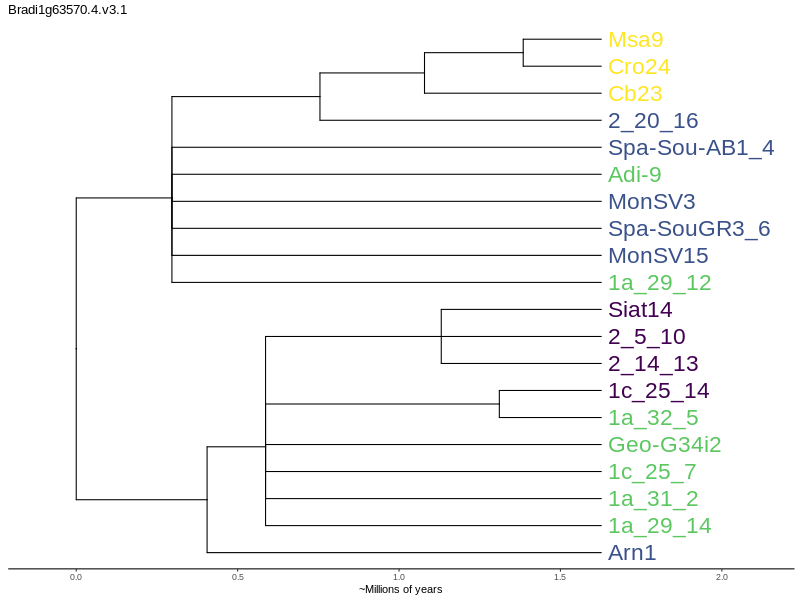 Bradi1g63570.4.v3.1
Msa9
Cro24
Cb23
2_20_16
Spa-Sou-AB1_4
Adi-9
MonSV3
Spa-SouGR3_6
MonSV15
1a_29_12
Siat14
2_5_10
2_14_13
1c_25_14
1a_32_5
Geo-G34i2
1c_25_7
1a_31_2
1a_29_14
Arn1
0.0 0.5 1.0 1.5 2.0
~Millions of years